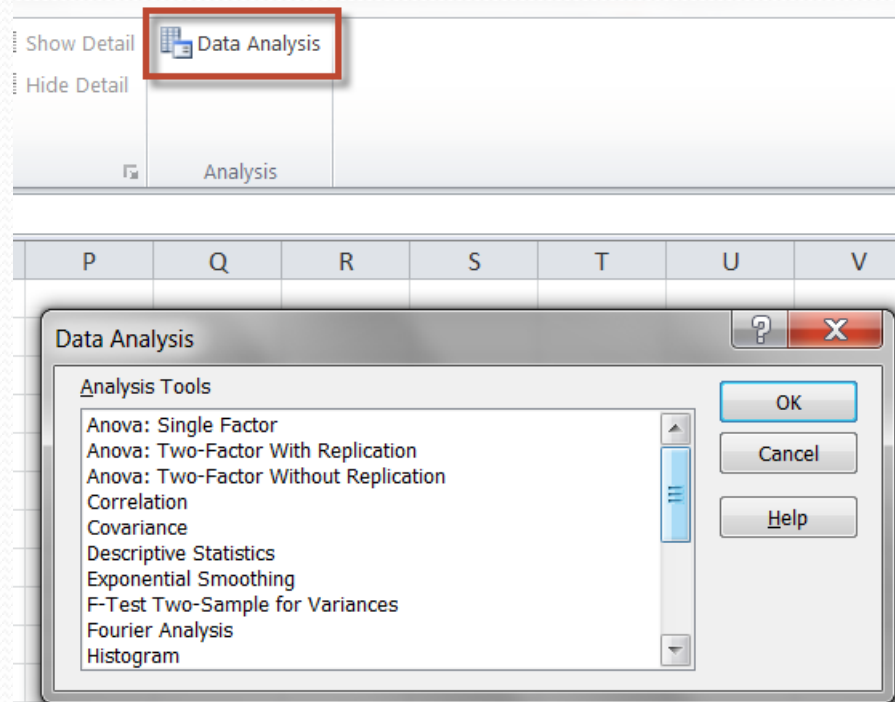 Show Detail
Data Analysis
Hide Detail
Analysis
P Q R S T U V
Data Analysis
Analysis Tools
Anova: Single Factor
Anova: Two-Factor With Replication
Anova: Two-Factor Without Replication
Correlation
Covariance
Descriptive Statistics
Exponential Smoothing
F-Test Two-Sample for Variances
Fourier Analysis
Histogram
OK
Cancel
Help